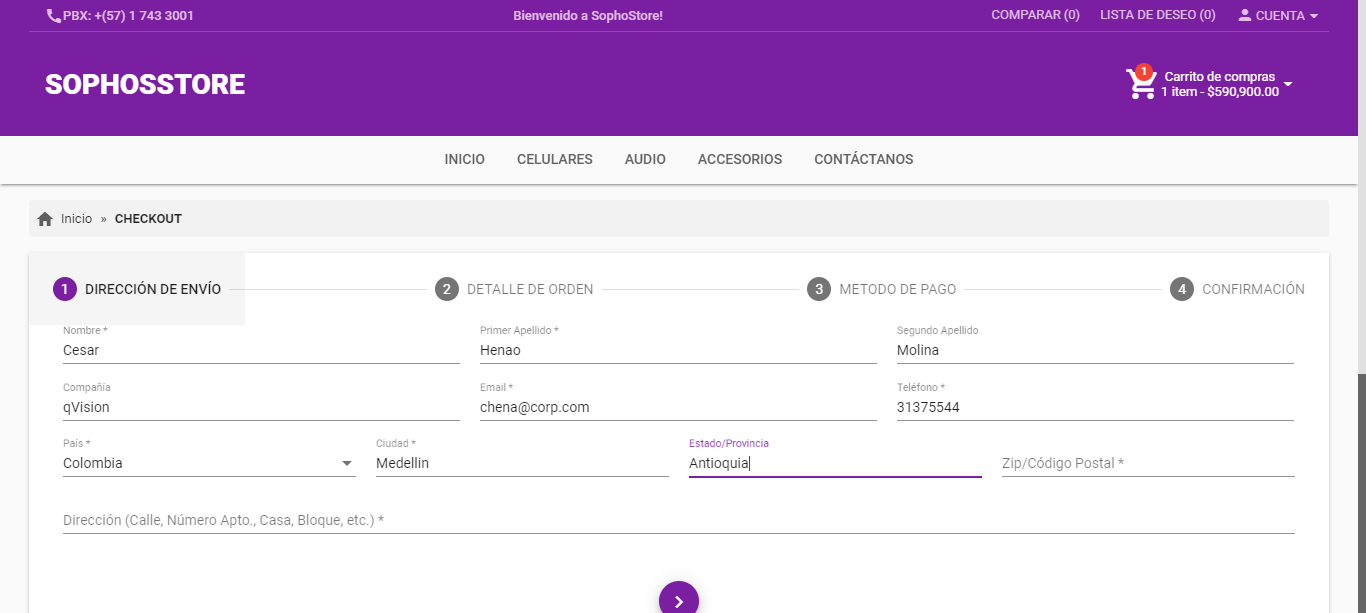 PBX: +(57) 1 743 3001 Bienvenido a SophoStore! COMPARAR (0) LISTA DE DESEO (0) CUENTA
SOPHOSSTORE
1
Carrito de compras
1 item - $590,900.00
INICIO CELULARES AUDIO ACCESORIOS CONTÁCTANOS
Inicio » CHECKOUT
1 DIRECCIÓN DE ENVÍO 2 DETALLE DE ORDEN 3 METODO DE PAGO 4 CONFIRMACIÓN
Nombre * Primer Apellido * Segundo Apellido
Cesar Henao Molina
Compañía Email * Teléfono *
qVision chena@corp.com 31375544
País * Ciudad * Estado/Provincia
Colombia Medellin Antioquia Zip/Código Postal *
Dirección (Calle, Número Apto., Casa, Bloque, etc.) *